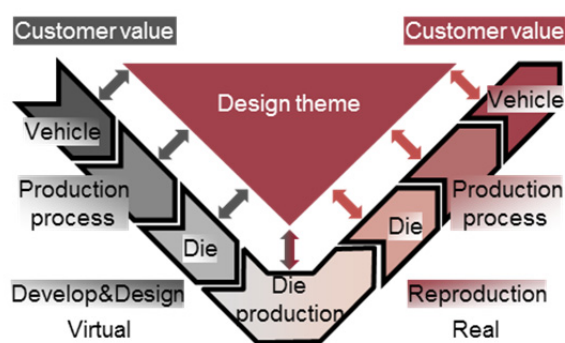 Customer value
Customer value
Design theme
Vehicle
Vehicle
Production
process
Production
process
Die
Die
Develop&Design
Die
production
Reproduction
Virtual
Real